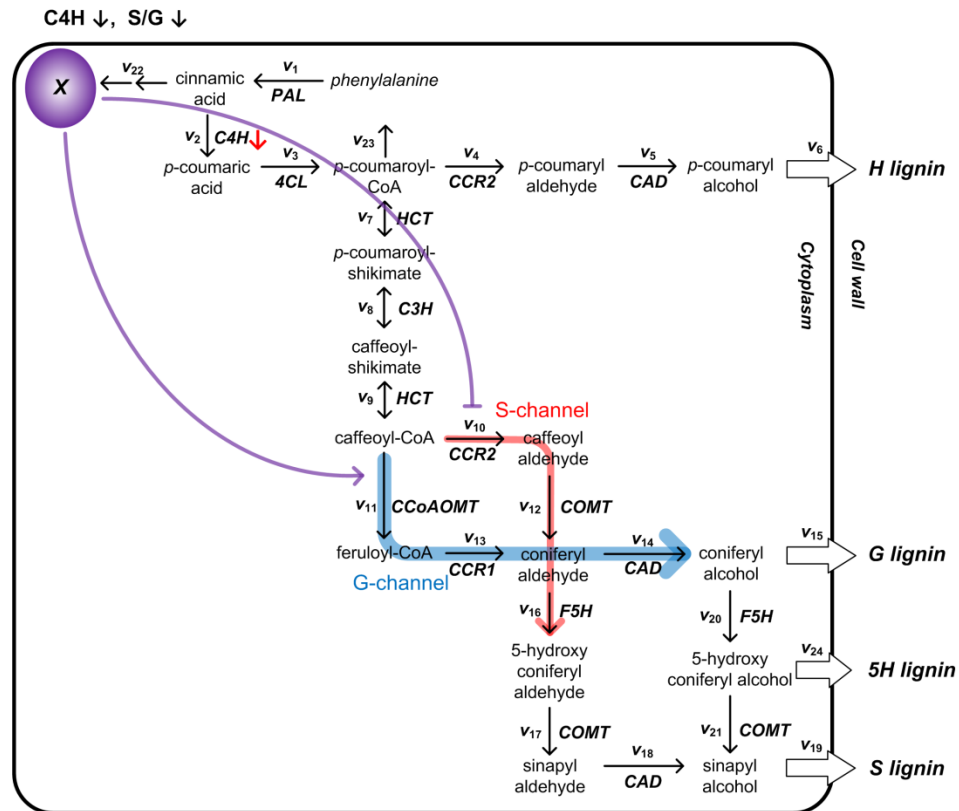 C4H ↓, S/G ↓
X
v22
cinnamic
acid
v1
PAL
phenylalanine
v2
C4H
p-coumaric
acid
v3
4CL
v23
p-coumaroyl-
CoA
v4
CCR2
p-coumaryl
aldehyde
v5
CAD
p-coumaryl
alcohol
v6
H lignin
v7
HCT
p-coumaroyl-
shikimate
Cytoplasm
Cell wall
v8
C3H
caffeoyl-
shikimate
v9
HCT
S-channel
caffeoyl-CoA
v10
CCR2
caffeoyl
aldehyde
v11
CCoAOMT
v12
COMT
feruloyl-CoA
v13
CCR1
coniferyl
aldehyde
v14
CAD
coniferyl
alcohol
v15
G lignin
G-channel
v16
F5H
v20
F5H
5-hydroxy
coniferyl
aldehyde
5-hydroxy
coniferyl alcohol
v24
5H lignin
v17
COMT
v21
COMT
sinapyl
aldehyde
v18
CAD
sinapyl
alcohol
v19
S lignin